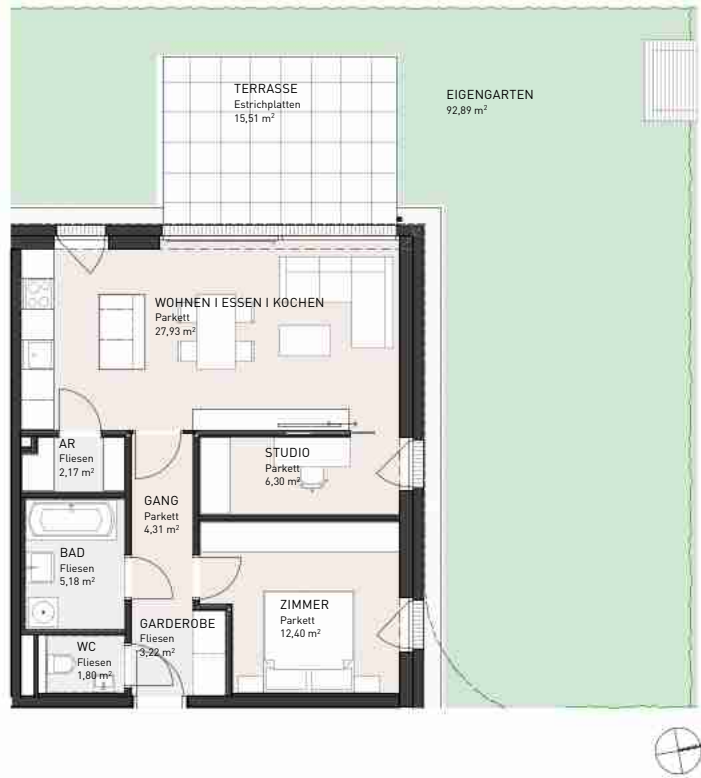 TERRASSE
Estrichplatten
15,51 m²
EIGENGARTEN
92,89 m²
WOHNEN I ESSEN I KOCHEN
Parkett
27,93 m²
AR
Fliesen
2,17 m²
STUDIO
Parkett
6,30 m²
GANG
Parkett
4,31 m²
BAD
Fliesen
5,18 m²
ZIMMER
Parkett
12,40 m²
GARDEROBE
Fliesen
3,22 m²
WC
Fliesen
1,80 m²